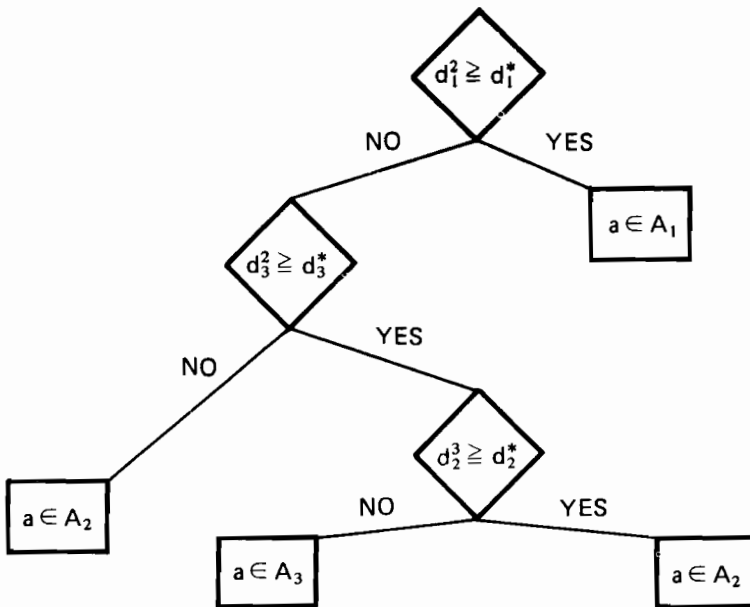 d₁² ≧ d₁*
NO
YES
a ∈ A₁
d₃² ≧ d₃*
NO
YES
d₂³ ≧ d₂*
a ∈ A₂
NO
YES
a ∈ A₃
a ∈ A₂